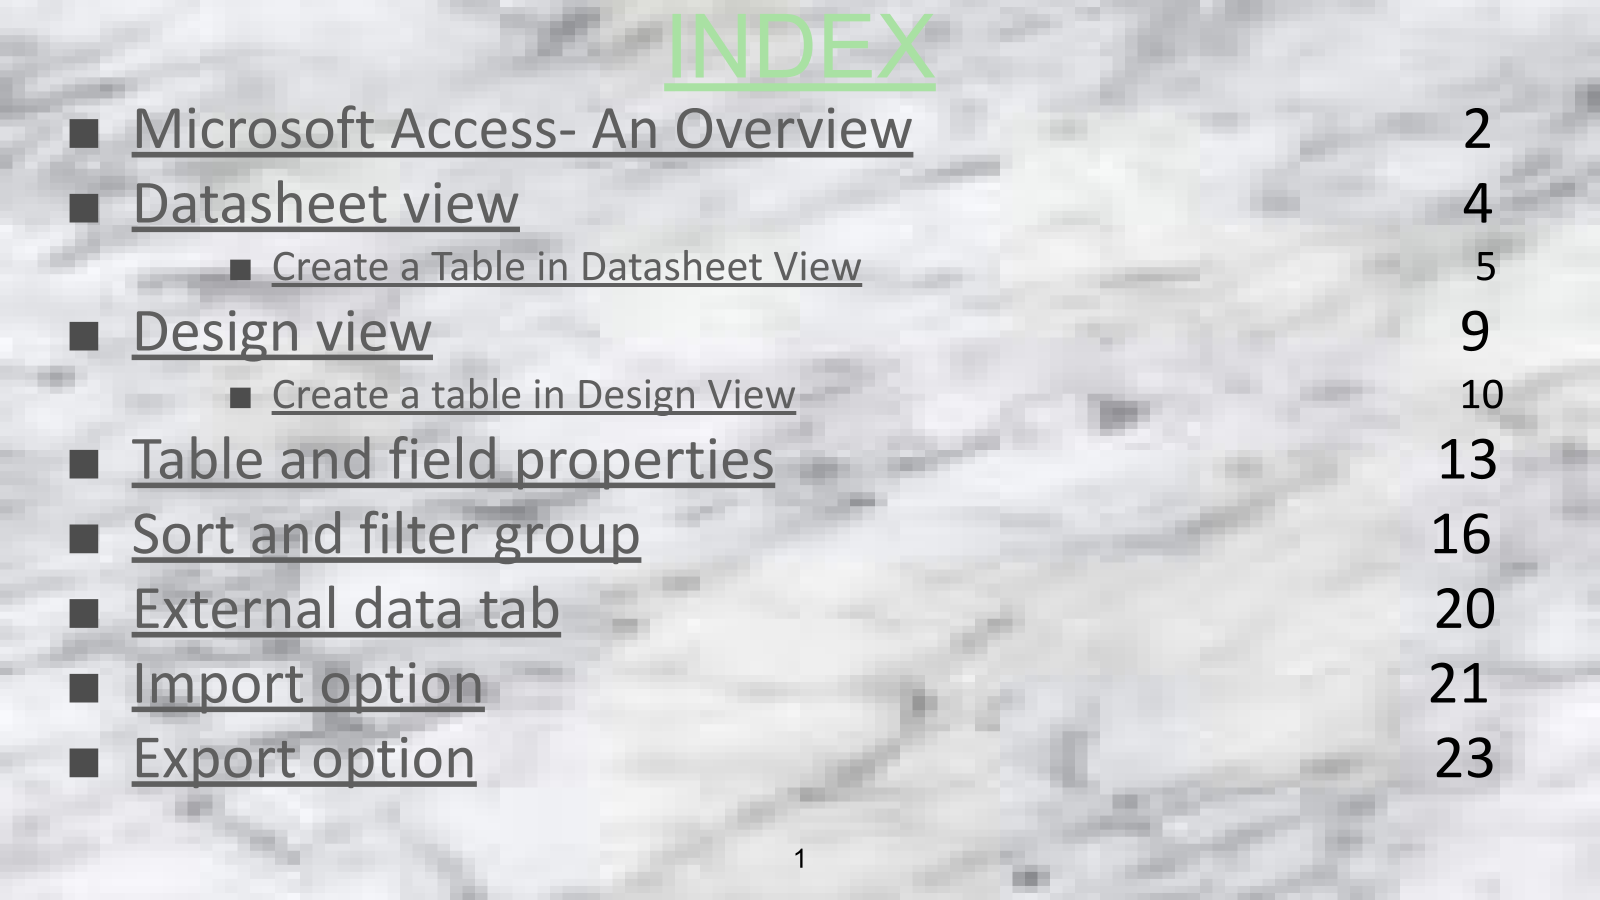 INDEX
■ Microsoft Access- An Overview 2
■ Datasheet view 4
■ Create a Table in Datasheet View 5
■ Design view 9
■ Create a table in Design View 10
■ Table and field properties 13
■ Sort and filter group 16
■ External data tab 20
■ Import option 21
■ Export option 23
1